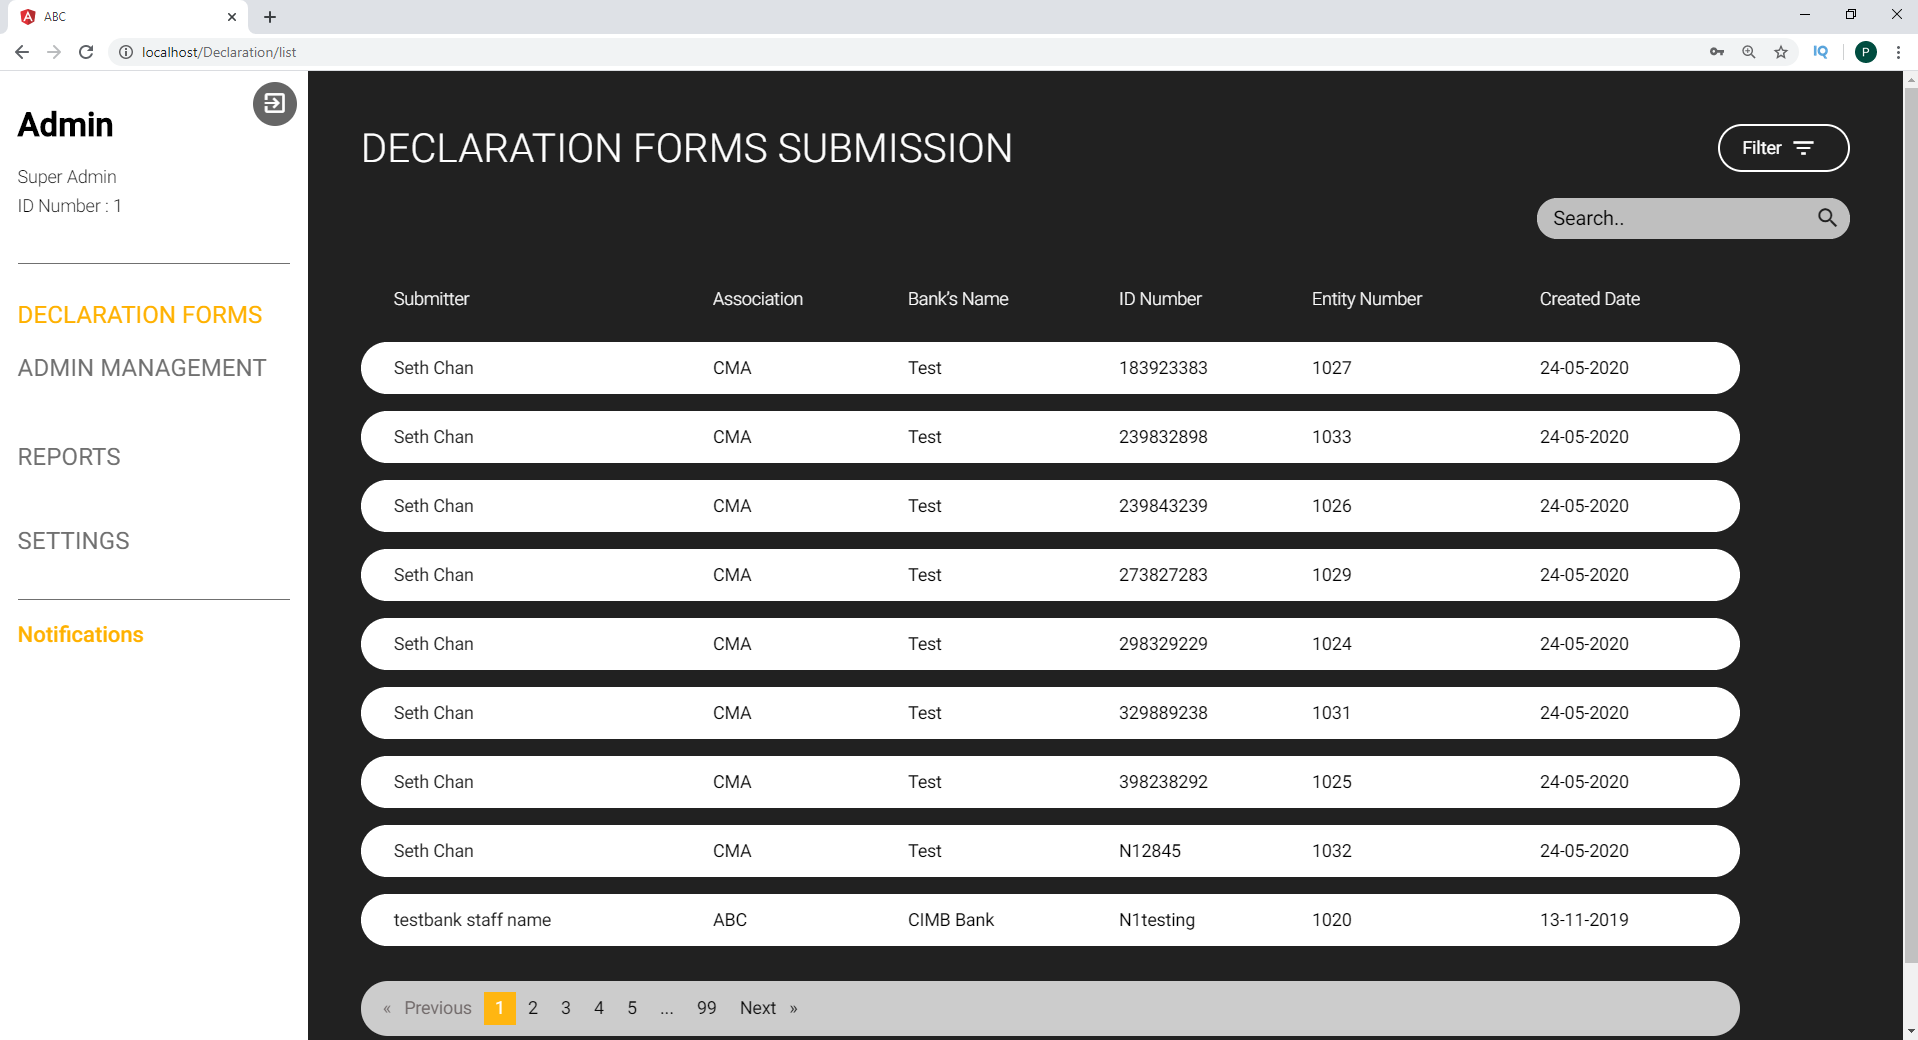 ABC
localhost/Declaration/list
IQ
P
Admin
Super Admin
ID Number : 1
DECLARATION FORMS
ADMIN MANAGEMENT
REPORTS
SETTINGS
Notifications
DECLARATION FORMS SUBMISSION
Filter
Search..
Submitter Association Bank's Name ID Number Entity Number Created Date
Seth Chan CMA Test 183923383 1027 24-05-2020
Seth Chan CMA Test 239832898 1033 24-05-2020
Seth Chan CMA Test 239843239 1026 24-05-2020
Seth Chan CMA Test 273827283 1029 24-05-2020
Seth Chan CMA Test 298329229 1024 24-05-2020
Seth Chan CMA Test 329889238 1031 24-05-2020
Seth Chan CMA Test 398238292 1025 24-05-2020
Seth Chan CMA Test N12845 1032 24-05-2020
testbank staff name ABC CIMB Bank N1testing 1020 13-11-2019
« Previous 1 2 3 4 5 ... 99 Next »